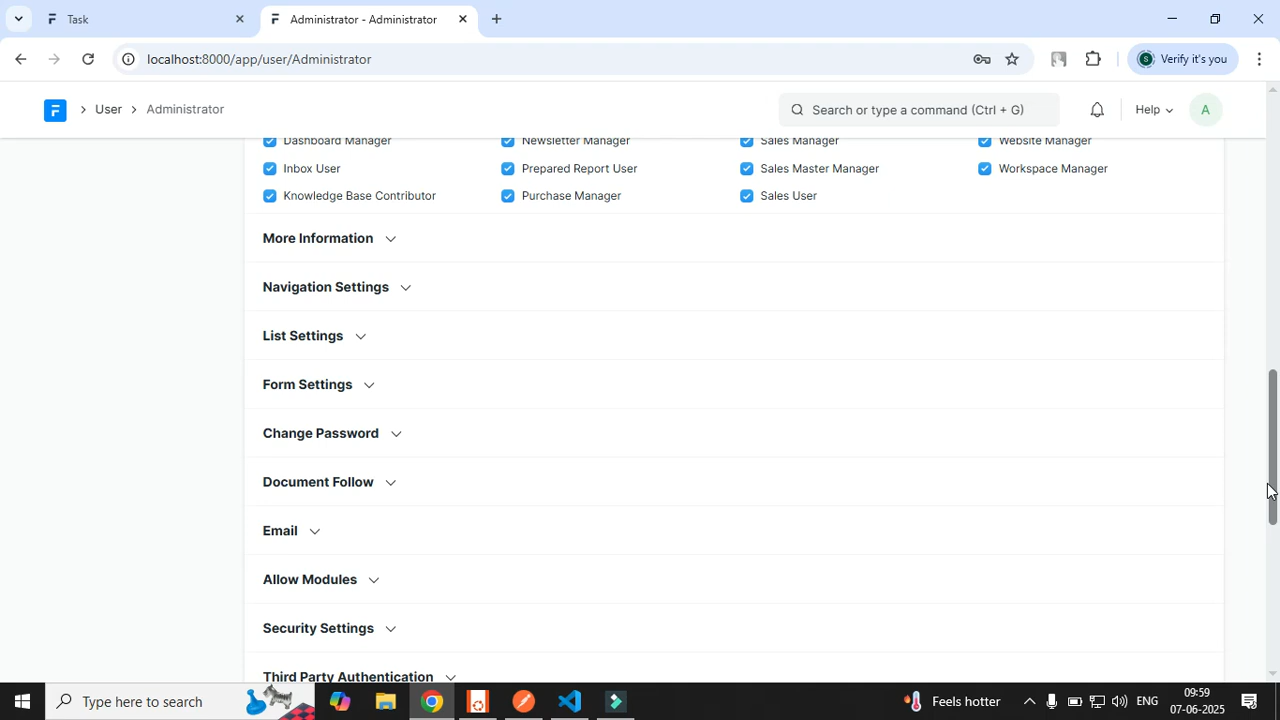 Task
Administrator - Administrator
localhost:8000/app/user/Administrator
S
Verify it's you
F
User
Administrator
Search or type a command (Ctrl + G)
Help
A
Dashboard Manager
Newsletter Manager
Sales Manager
Website Manager
Inbox User
Prepared Report User
Sales Master Manager
Workspace Manager
Knowledge Base Contributor
Purchase Manager
Sales User
More Information
Navigation Settings
List Settings
Form Settings
Change Password
Document Follow
Email
Allow Modules
Security Settings
Third Party Authentication
Type here to search
Feels hotter
ENG
09:59
07-06-2025